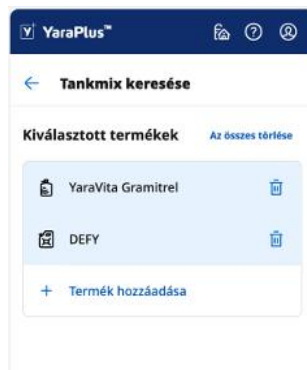 YaraPlus™
Tankmix keresése
Kiválasztott termékek Az összes törlése
YaraVita Gramitrel
DEFY
+ Termék hozzáadása